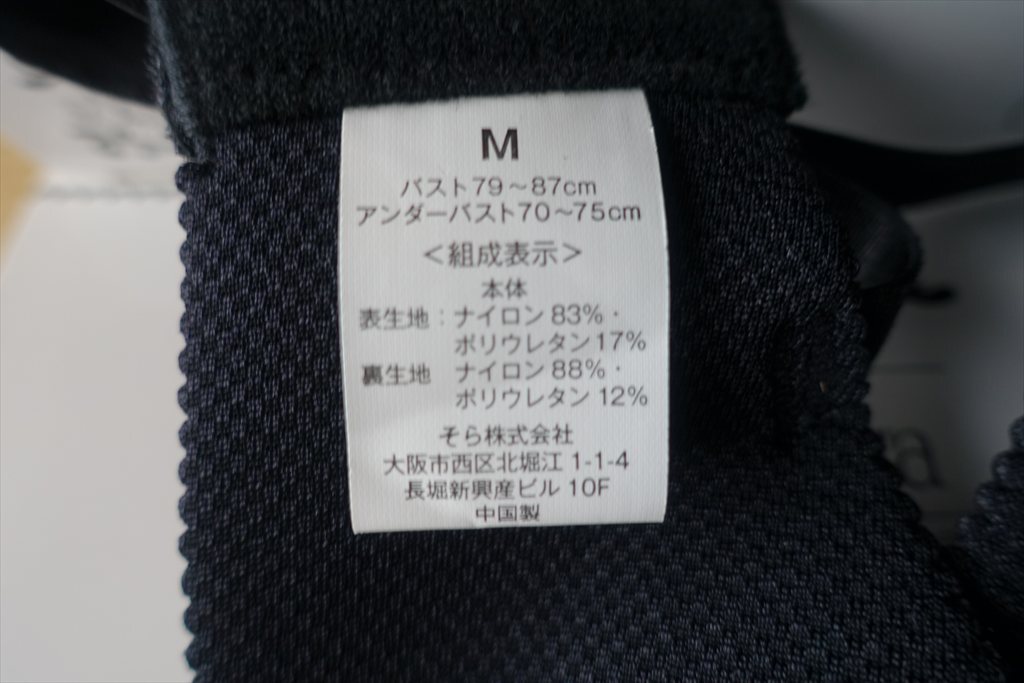 M
バスト79～87cm
アンダーバスト70～75cm
＜組成表示＞
本体
表生地：ナイロン 83%・
ポリウレタン17%
裏生地 ナイロン 88%・
ポリウレタン 12%
そら株式会社
大阪市西区北堀江 1-1-4
長堀新興産ビル 10F
中国製